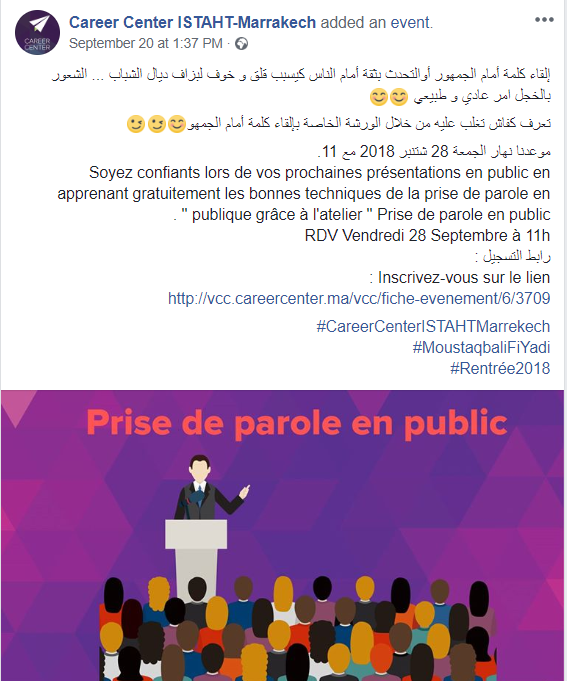 Career Center ISTAHT-Marrakech added an event.
September 20 at 1:37 PM ·
CAREER
CENTER
إلقاء كلمة أمام الجمهور أوالتحدث بثقة أمام الناس كيسبب قلق و خوف لبزاف ديال الشباب ... الشعور
بالخجل امر عادي و طبيعي 😊😊
تعرف كفاش تغلب عليه من خلال الورشة الخاصة بإلقاء كلمة أمام الجمهو😊😉😉
موعدنا نهار الجمعة 28 شتنبر 2018 مع 11.
Soyez confiants lors de vos prochaines présentations en public en
apprenant gratuitement les bonnes techniques de la prise de parole en
. " publique grâce à l'atelier " Prise de parole en public
RDV Vendredi 28 Septembre à 11h
رابط التسجيل :
: Inscrivez-vous sur le lien
http://vcc.careercenter.ma/vcc/fiche-evenement/6/3709
#CareerCenterISTAHTMarrekech
#MoustaqbaliFiYadi
#Rentrée2018
Prise de parole en public